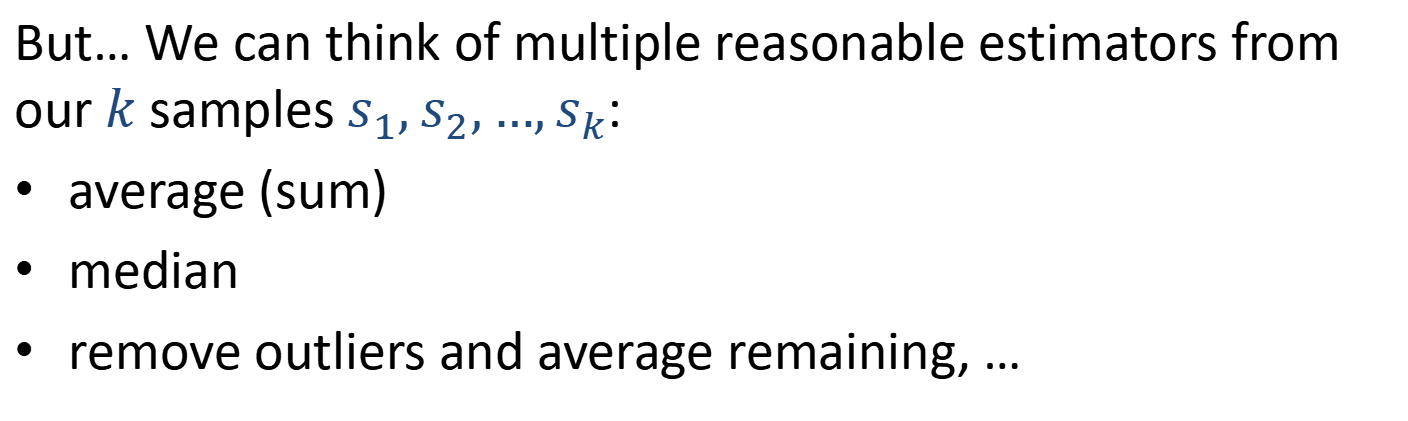 But... We can think of multiple reasonable estimators from
our k samples s₁, s₂, ..., sₖ:
• average (sum)
• median
• remove outliers and average remaining, ...